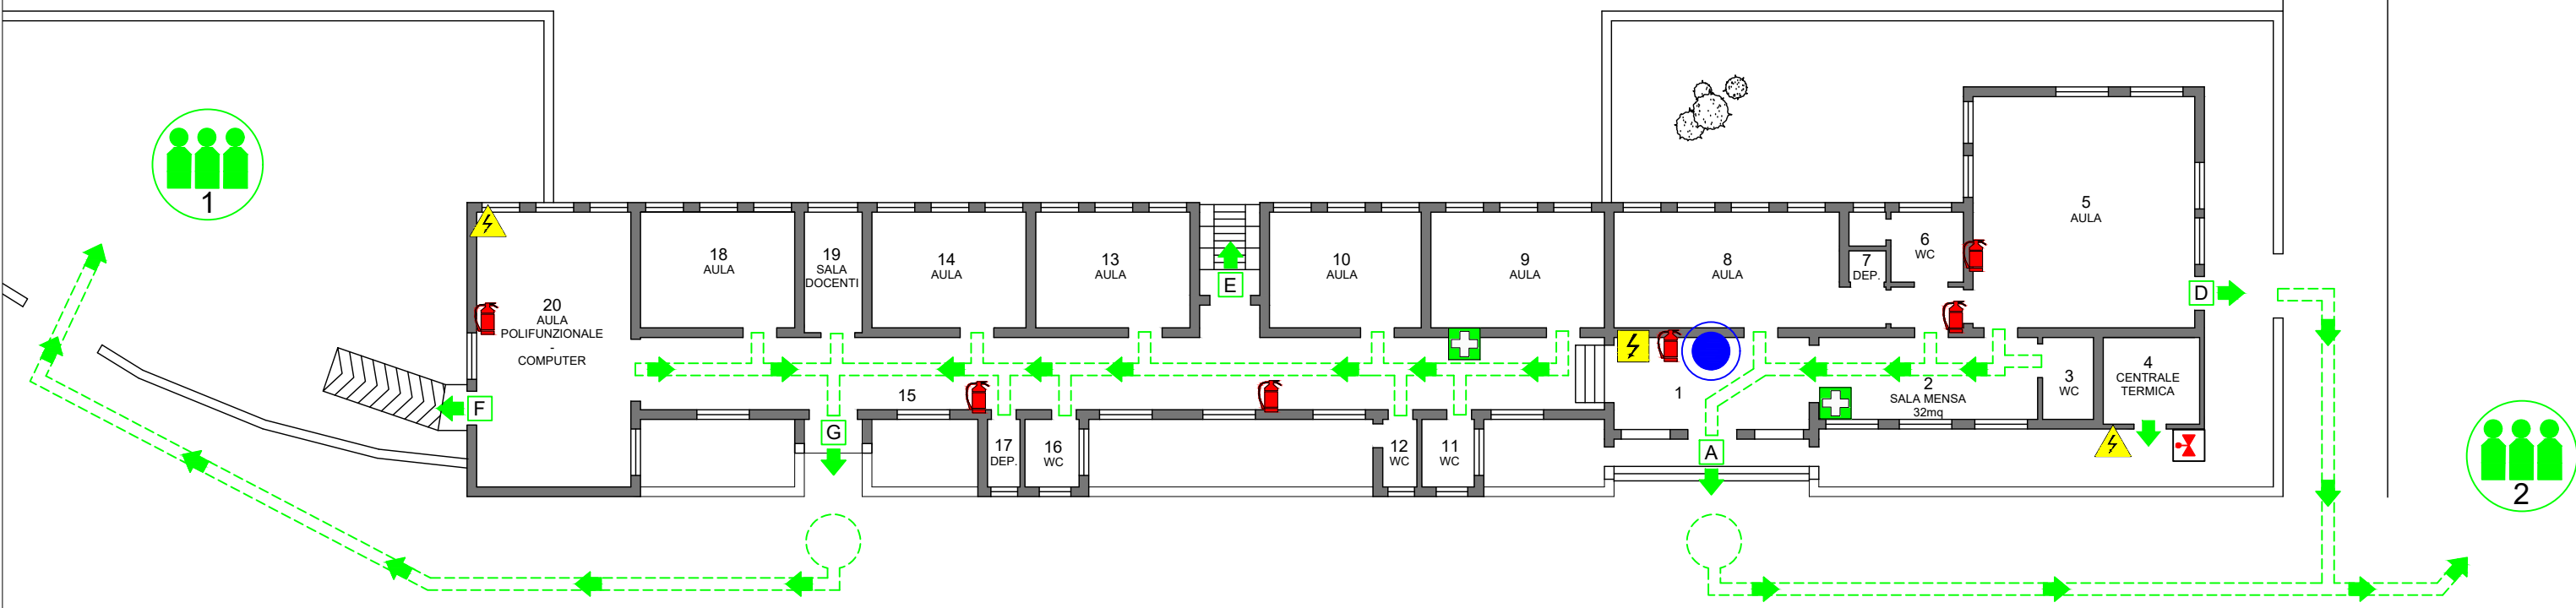 1
20
AULA
POLIFUNZIONALE
-
COMPUTER
F
18
AULA
19
SALA
DOCENTI
14
AULA
13
AULA
E
10
AULA
9
AULA
8
AULA
7
DEP.
6
WC
5
AULA
D
15
G
17
DEP.
16
WC
12
WC
11
WC
1
A
2
SALA MENSA
32mq
3
WC
4
CENTRALE
TERMICA
2